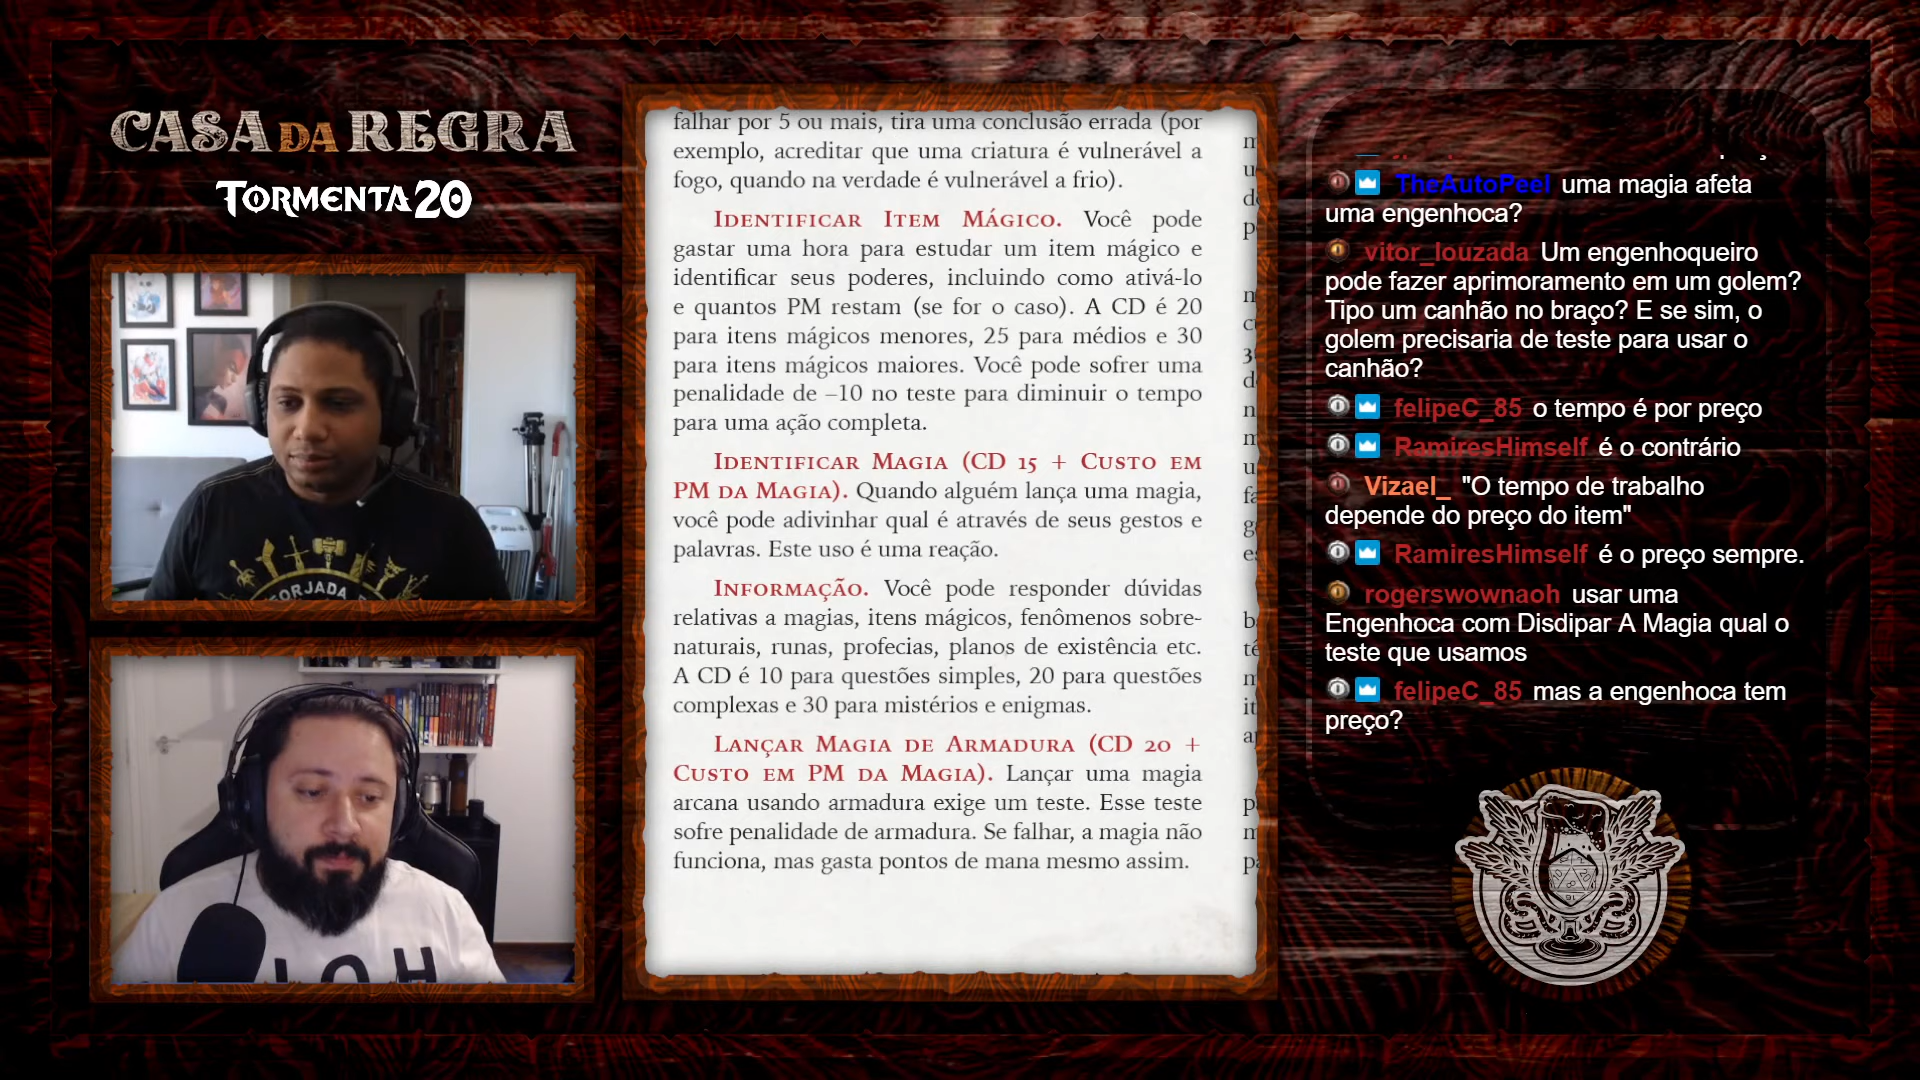 CASA DA REGRA
TORMENTA20
falhar por 5 ou mais, tira uma conclusão errada (por
exemplo, acreditar que uma criatura é vulnerável a
fogo, quando na verdade é vulnerável a frio).
IDENTIFICAR ITEM MÁGICO. Você pode
gastar uma hora para estudar um item mágico e
identificar seus poderes, incluindo como ativá-lo
e quantos PM restam (se for o caso). A CD é 20
para itens mágicos menores, 25 para médios e 30
para itens mágicos maiores. Você pode sofrer uma
penalidade de –10 no teste para diminuir o tempo
para uma ação completa.
IDENTIFICAR MAGIA (CD 15 + CUSTO EM
PM DA MAGIA). Quando alguém lança uma magia,
você pode adivinhar qual é através de seus gestos e
palavras. Este uso é uma reação.
INFORMAÇÃO. Você pode responder dúvidas
relativas a magias, itens mágicos, fenômenos sobre-
naturais, runas, profecias, planos de existência etc.
A CD é 10 para questões simples, 20 para questões
complexas e 30 para mistérios e enigmas.
LANÇAR MAGIA DE ARMADURA (CD 20 +
CUSTO EM PM DA MAGIA). Lançar uma magia
arcana usando armadura exige um teste. Esse teste
sofre penalidade de armadura. Se falhar, a magia não
funciona, mas gasta pontos de mana mesmo assim.
TheAutoPeel uma magia afeta
uma engenhoca?
vitor_louzada Um engenhoqueiro
pode fazer aprimoramento em um golem?
Tipo um canhão no braço? E se sim, o
golem precisaria de teste para usar o
canhão?
felipeC_85 o tempo é por preço
RamiresHimself é o contrário
Vizael_ "O tempo de trabalho
depende do preço do item"
RamiresHimself é o preço sempre.
rogerswownaoh usar uma
Engenhoca com Disdipar A Magia qual o
teste que usamos
felipeC_85 mas a engenhoca tem
preço?